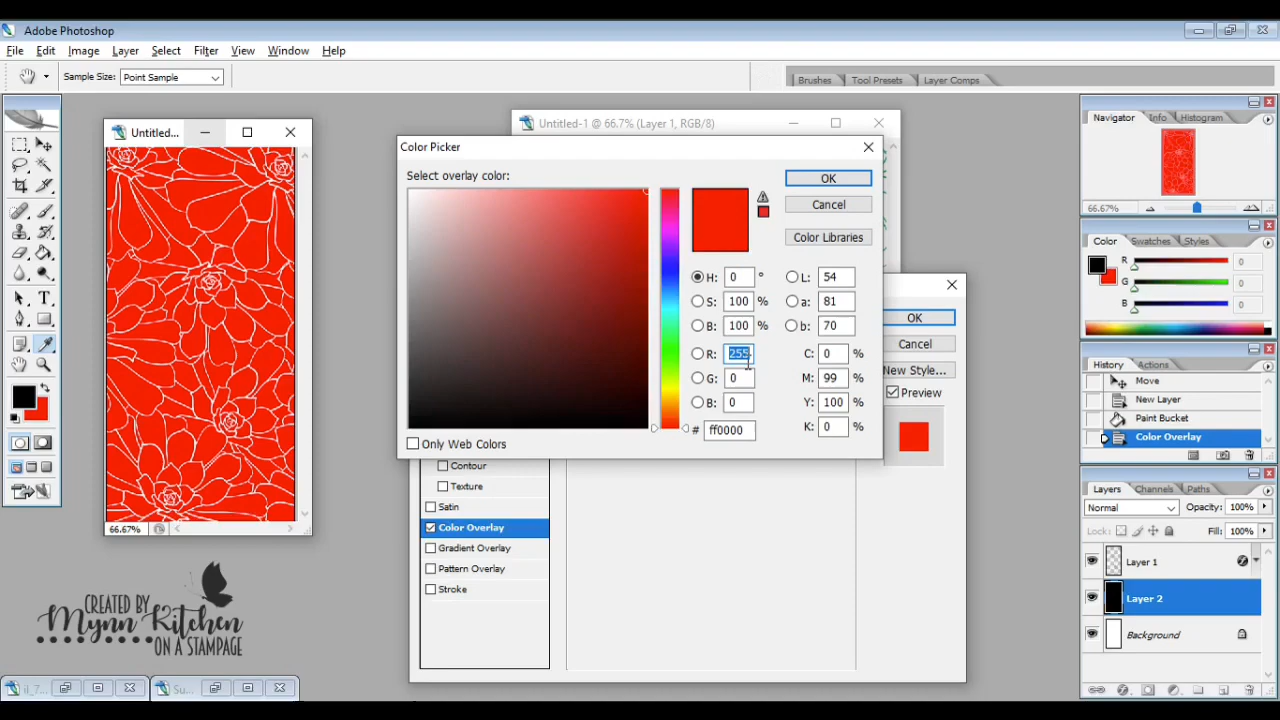 Adobe Photoshop
File Edit Image Layer Select Filter View Window Help
Sample Size: Point Sample
Brushes Tool Presets Layer Comps
Untitled...
Untitled-1 @ 66.7% (Layer 1, RGB/8)
Color Picker
Select overlay color:
OK
Cancel
Color Libraries
H: 0 °
S: 100 %
B: 100 %
R: 255
G: 0
B: 0
# ff0000
L: 54
a: 81
b: 70
C: 0 %
M: 99 %
Y: 100 %
K: 0 %
Only Web Colors
OK
Cancel
New Style...
Preview
Contour
Texture
Satin
Color Overlay
Gradient Overlay
Pattern Overlay
Stroke
66.67%
CREATED BY
Mynn Kitchen
ON A STAMPAGE
Su...
Navigator Info Histogram
66.67%
Color Swatches Styles
R 0
G 0
B 0
History Actions
Move
New Layer
Paint Bucket
Color Overlay
Layers Channels Paths
Normal Opacity: 100%
Lock: Fill: 100%
Layer 1
Layer 2
Background